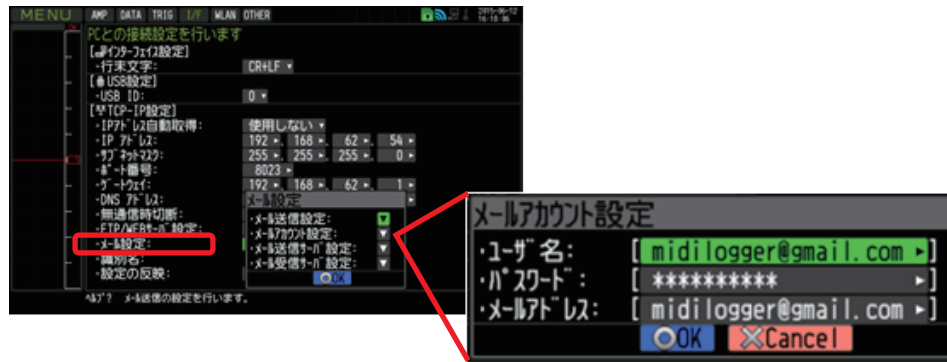 MENU AMP DATA TRIG I/F WLAN OTHER 2015-06-12
16:10:06
PCとの接続設定を行います
[インターフェイス設定]
・行末文字: CR+LF
[USB設定]
・USB ID: 0
[TCP-IP設定]
・IPアドレス自動取得: 使用しない
・IP アドレス: 192 . 168 . 62 . 54
・サブネットマスク: 255 . 255 . 255 . 0
・ポート番号: 8023
・ゲートウェイ: 192 . 168 . 62 . 1
・DNS アドレス:
・無通信時切断:
・FTP/WEBサーバ設定:
・メール設定:
・識別名:
・設定の反映:
メール設定
・メール送信設定:
・メールアカウント設定:
・メール送信サーバ設定:
・メール受信サーバ設定:
OK
ヘルプ? メール送信の設定を行います。
メールアカウント設定
・ユーザ名: [ midilogger@gmail.com ]
・パスワード: [ ********** ]
・メールアドレス: [ midilogger@gmail.com ]
OK Cancel